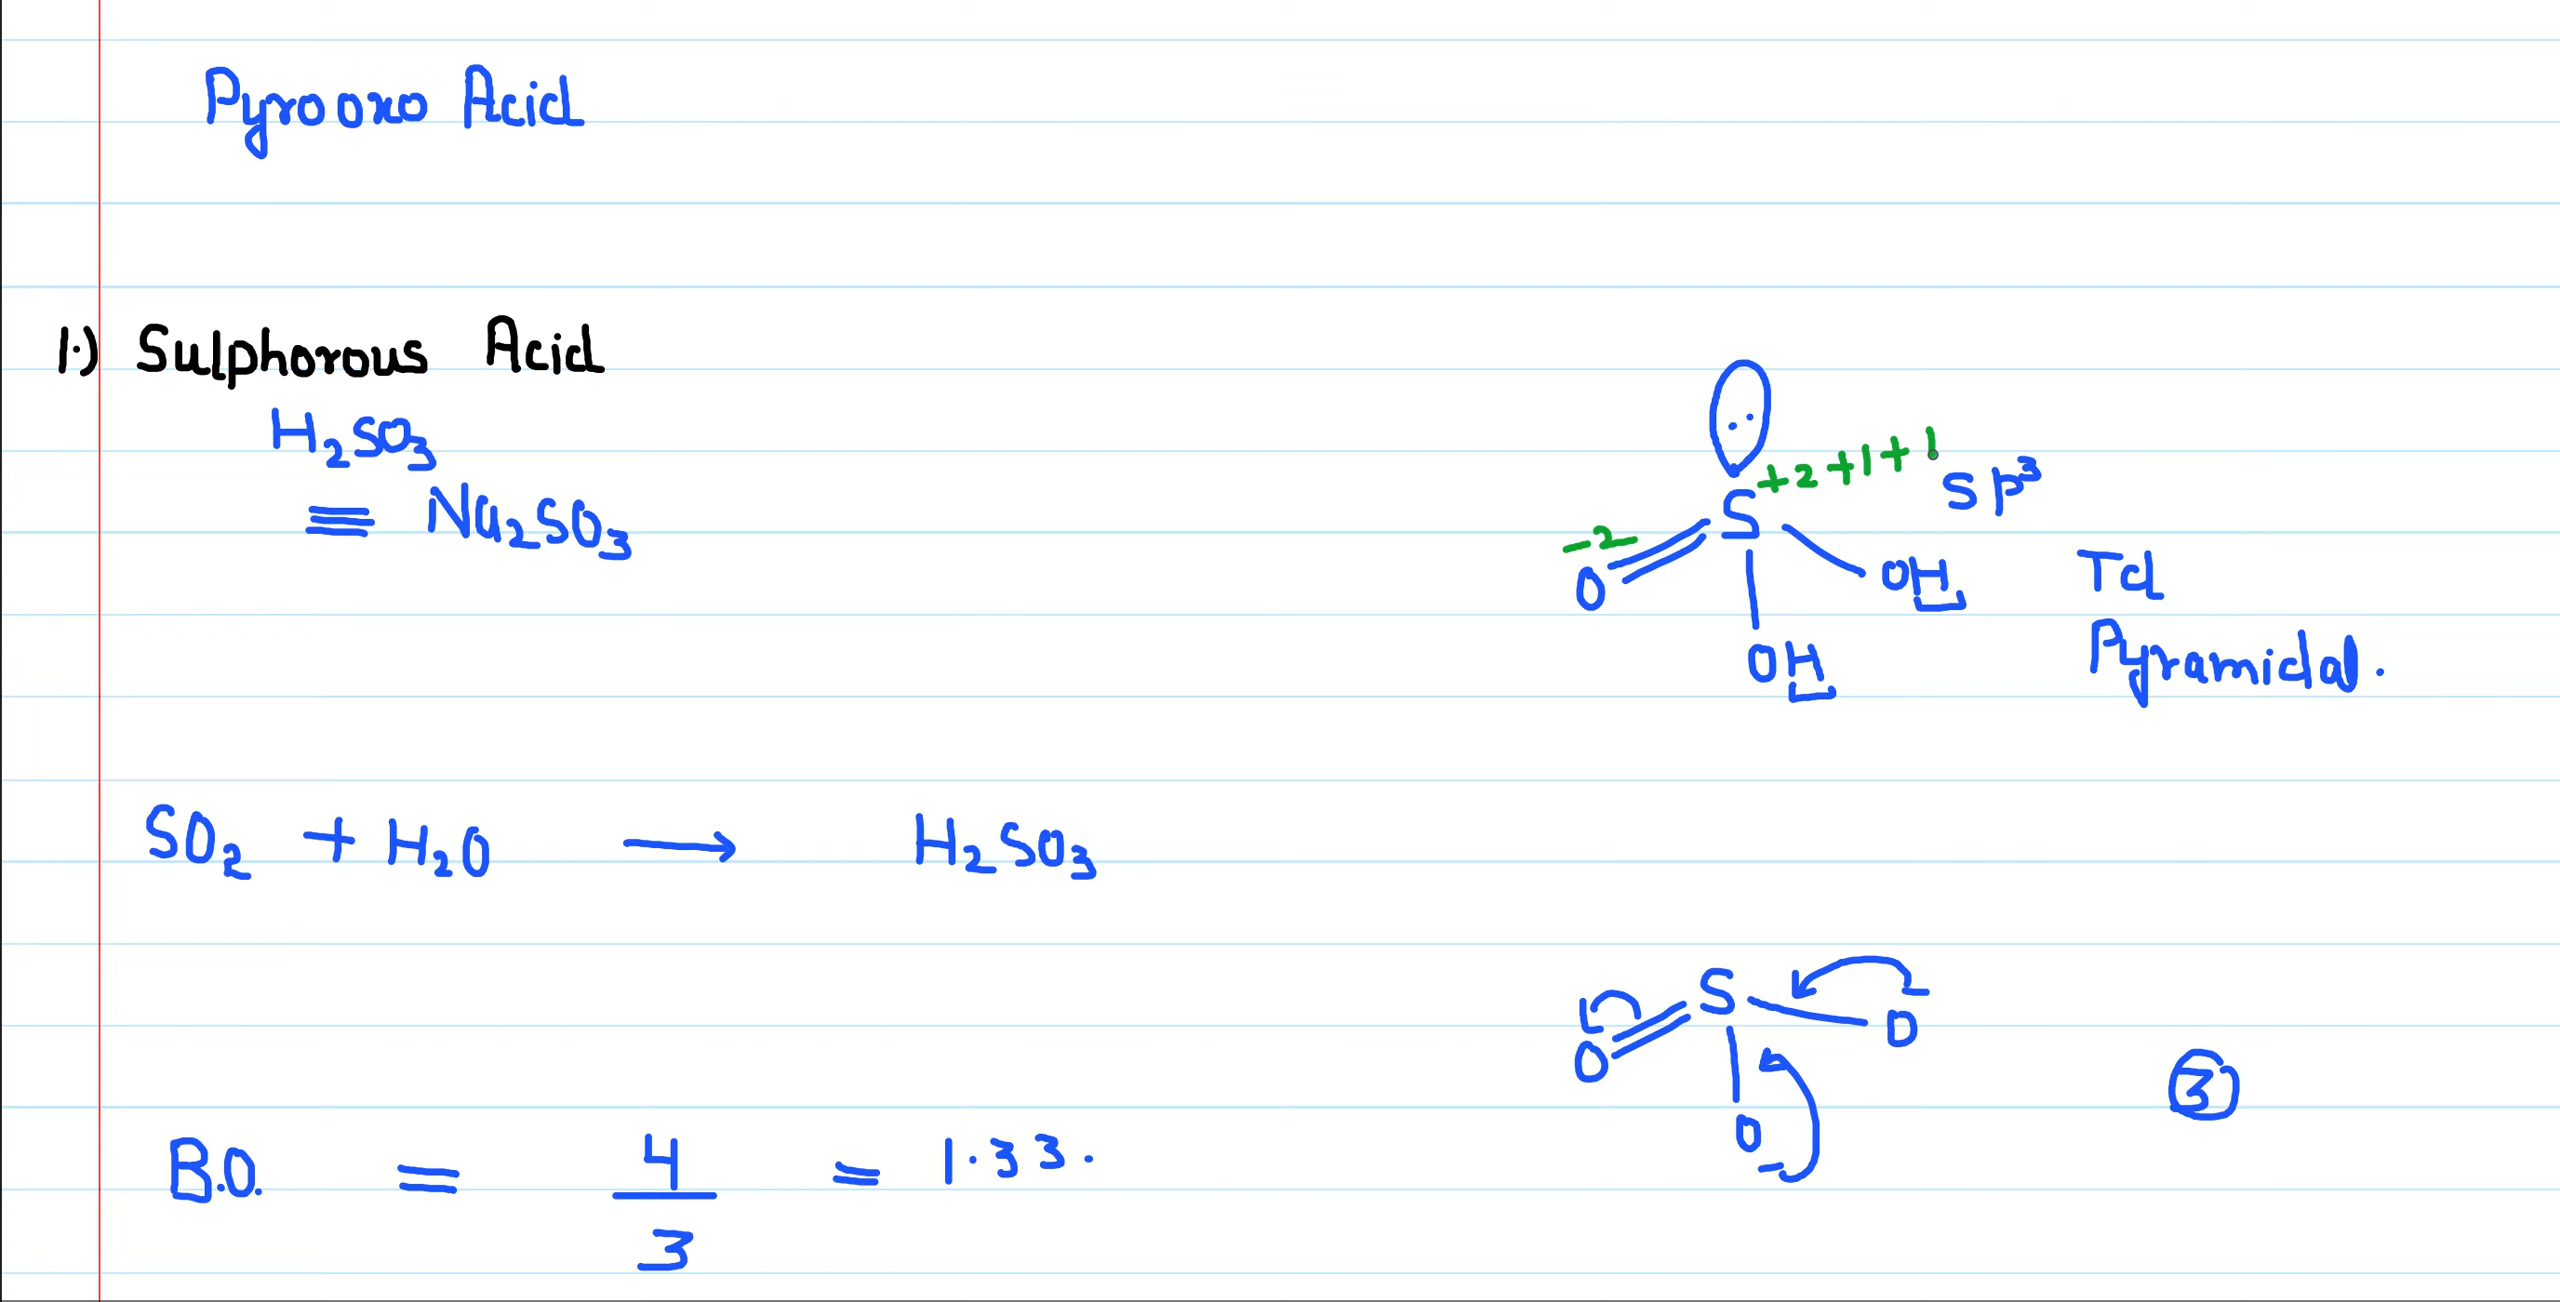 Pyrooxo Acid
1.) Sulphorous Acid
H₂SO₃
≡ Na₂SO₃
+2+1+1
S sp³
-2
O OH Td
OH Pyramidal.
SO₂ + H₂O ⟶ H₂SO₃
S
O O
O
③
B.O. = 4/3 = 1.33.